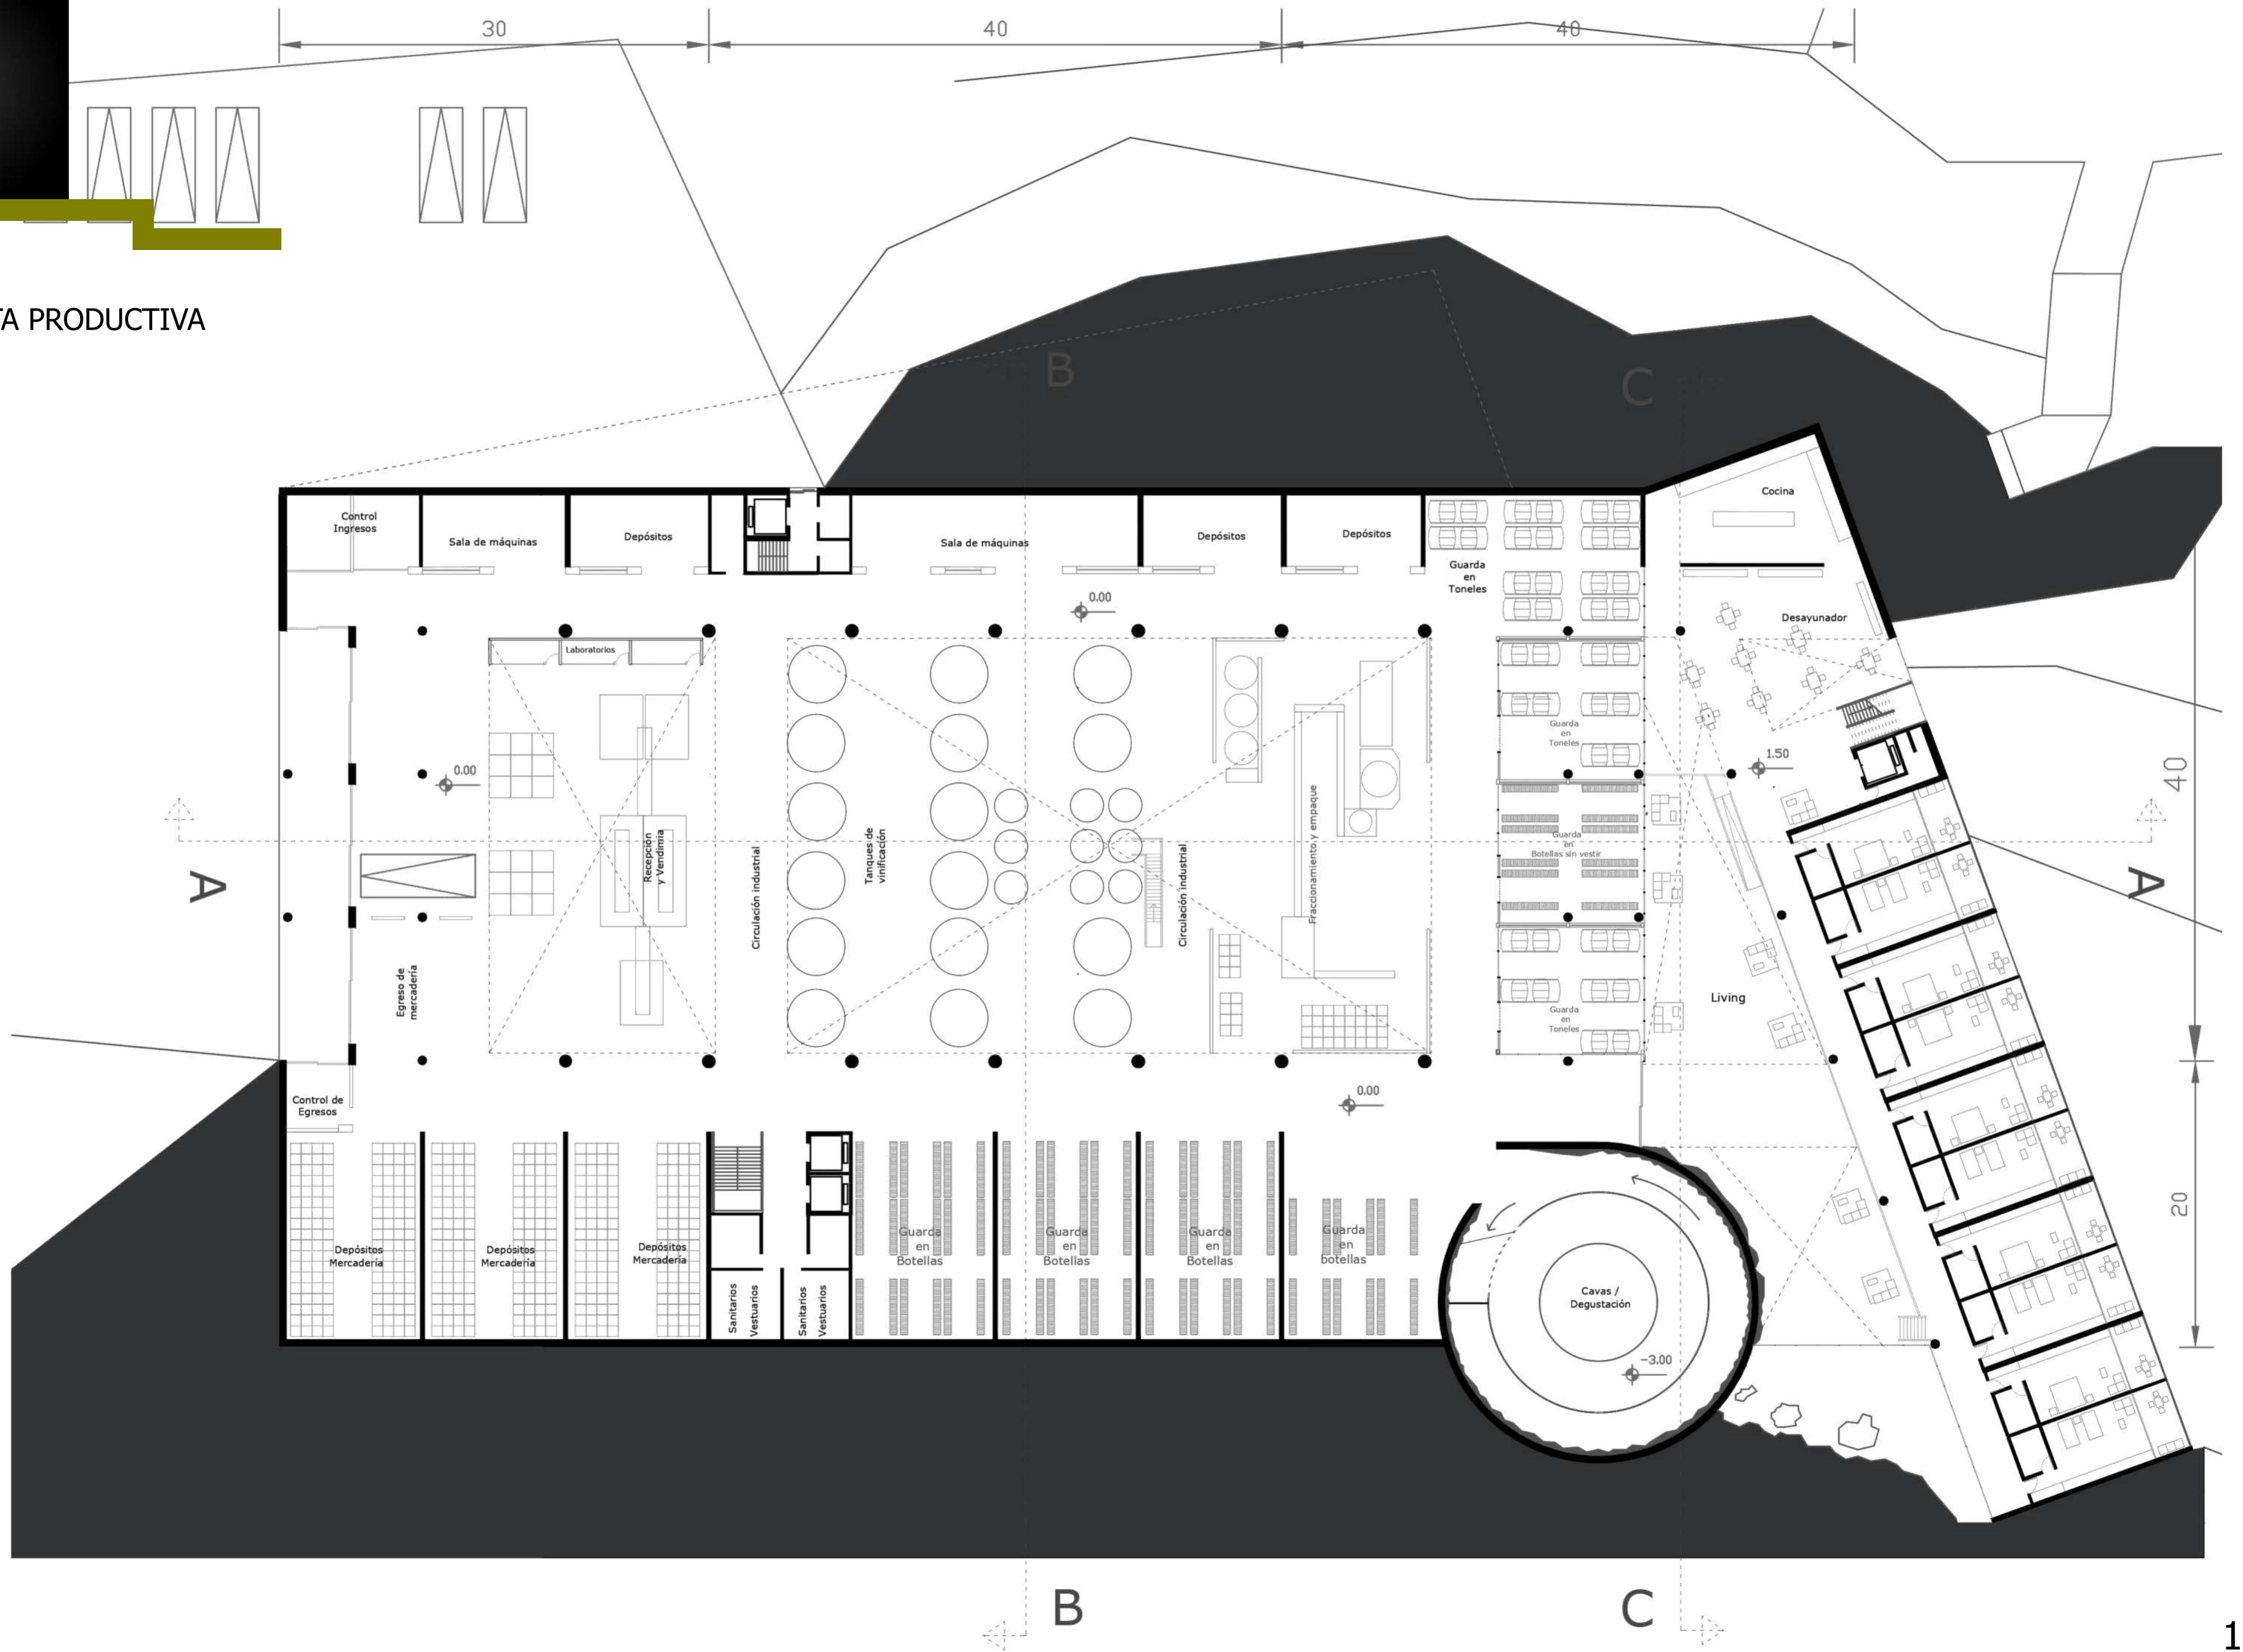 30
40
40
TA PRODUCTIVA
B
C
Control
Ingresos
Sala de máquinas
Depósitos
Sala de máquinas
Depósitos
Depósitos
Guarda
en
Toneles
Cocina
Desayunador
0.00
Laboratorios
0.00
Recepción
y Vendimia
Circulación industrial
Tanques de
vinificación
Circulación industrial
Fraccionamiento y empaque
Guarda
en
Toneles
1.50
Guarda
en
Botellas sin vestir
40
A
A
Egreso de
mercadería
Living
Guarda
en
Toneles
Control de
Egresos
0.00
20
Depósitos
Mercadería
Depósitos
Mercadería
Depósitos
Mercadería
Sanitarios
Vestuarios
Sanitarios
Vestuarios
Guarda
en
Botellas
Guarda
en
Botellas
Guarda
en
Botellas
Guarda
en
botellas
Cavas /
Degustación
-3.00
B
C
1